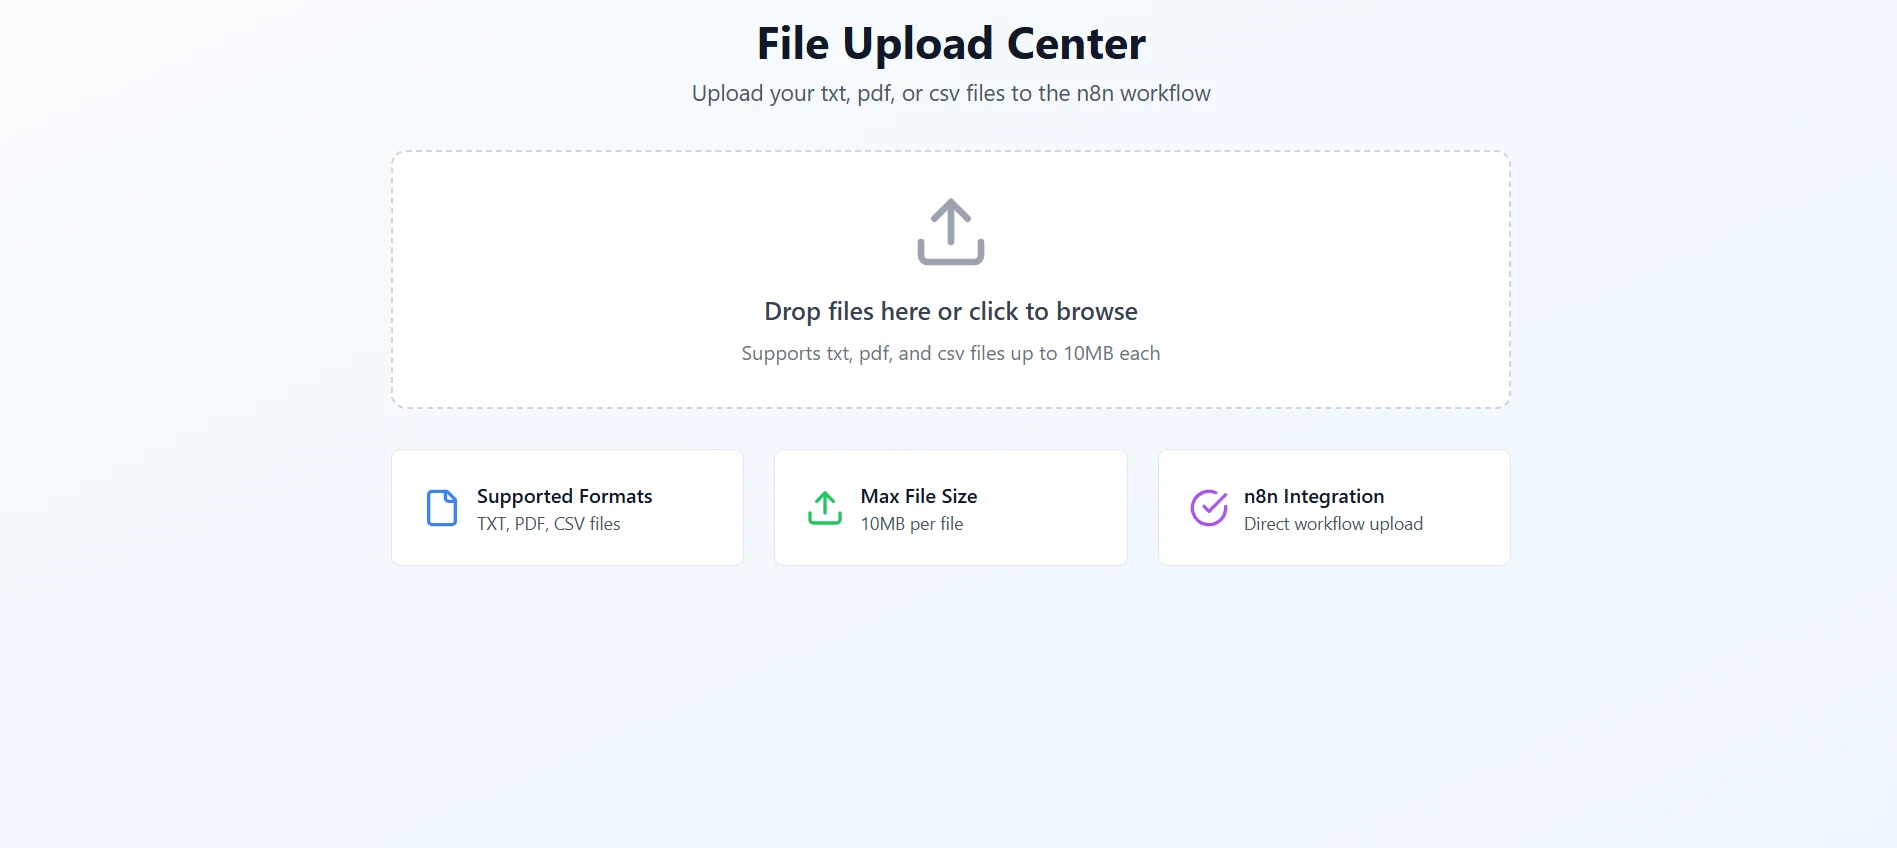 File Upload Center
Upload your txt, pdf, or csv files to the n8n workflow
Drop files here or click to browse
Supports txt, pdf, and csv files up to 10MB each
Supported Formats
TXT, PDF, CSV files
Max File Size
10MB per file
n8n Integration
Direct workflow upload